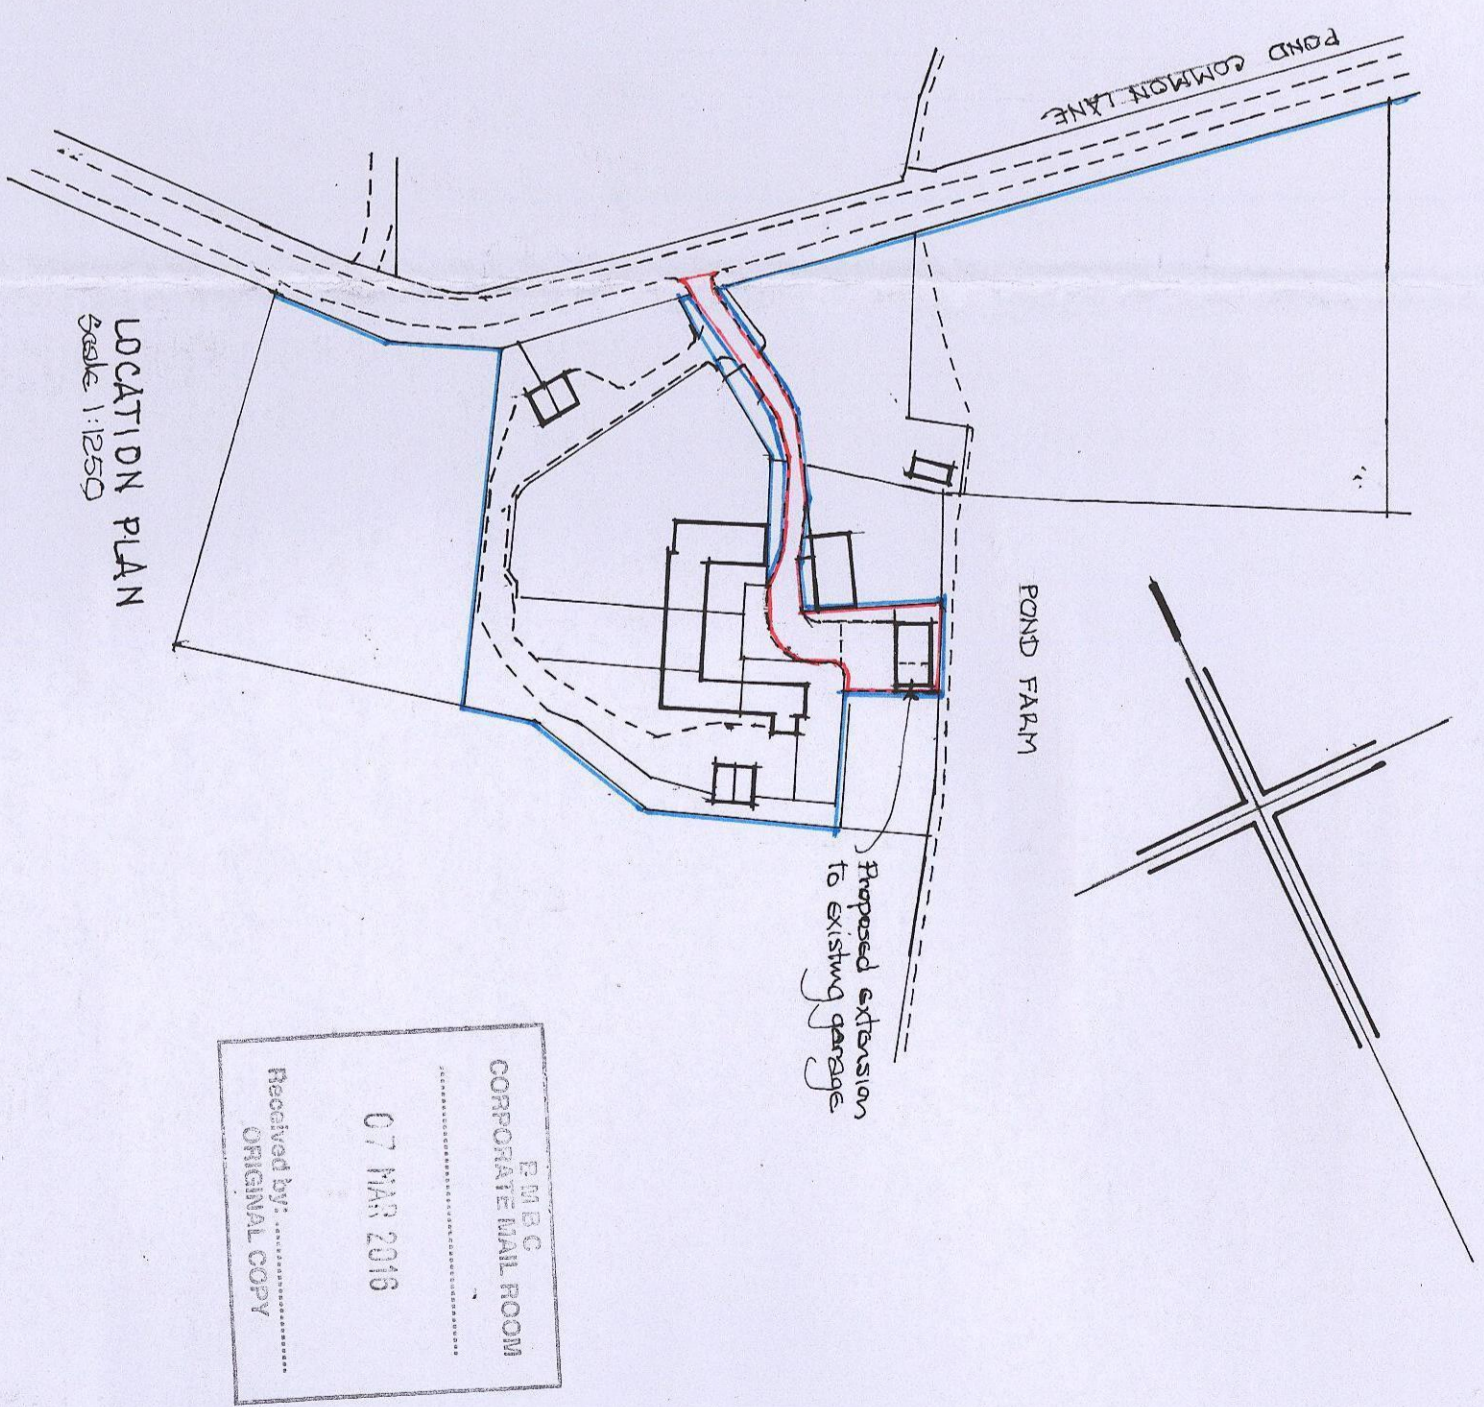 POND COMMON LANE
LOCATION PLAN
Scale 1:1250
POND FARM
Proposed extension
to existing garage
BMBC
CORPORATE MAIL ROOM
07 MAR 2016
Received by:
ORIGINAL COPY